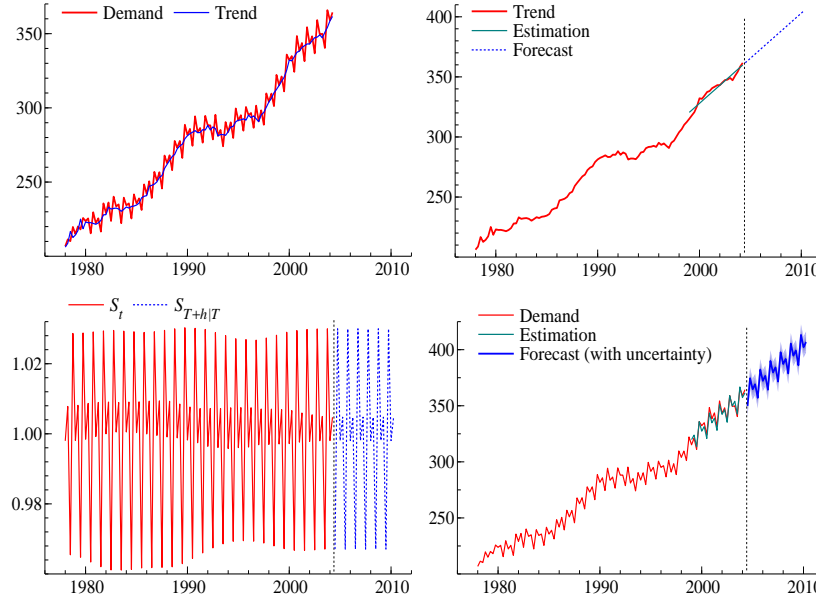 Demand Trend
350
300
250
1980 1990 2000 2010
Trend
Estimation
Forecast
400
350
300
250
1980 1990 2000 2010
S_t S_{T+h|T}
1.02
1.00
0.98
1980 1990 2000 2010
Demand
Estimation
Forecast (with uncertainty)
400
350
300
250
1980 1990 2000 2010